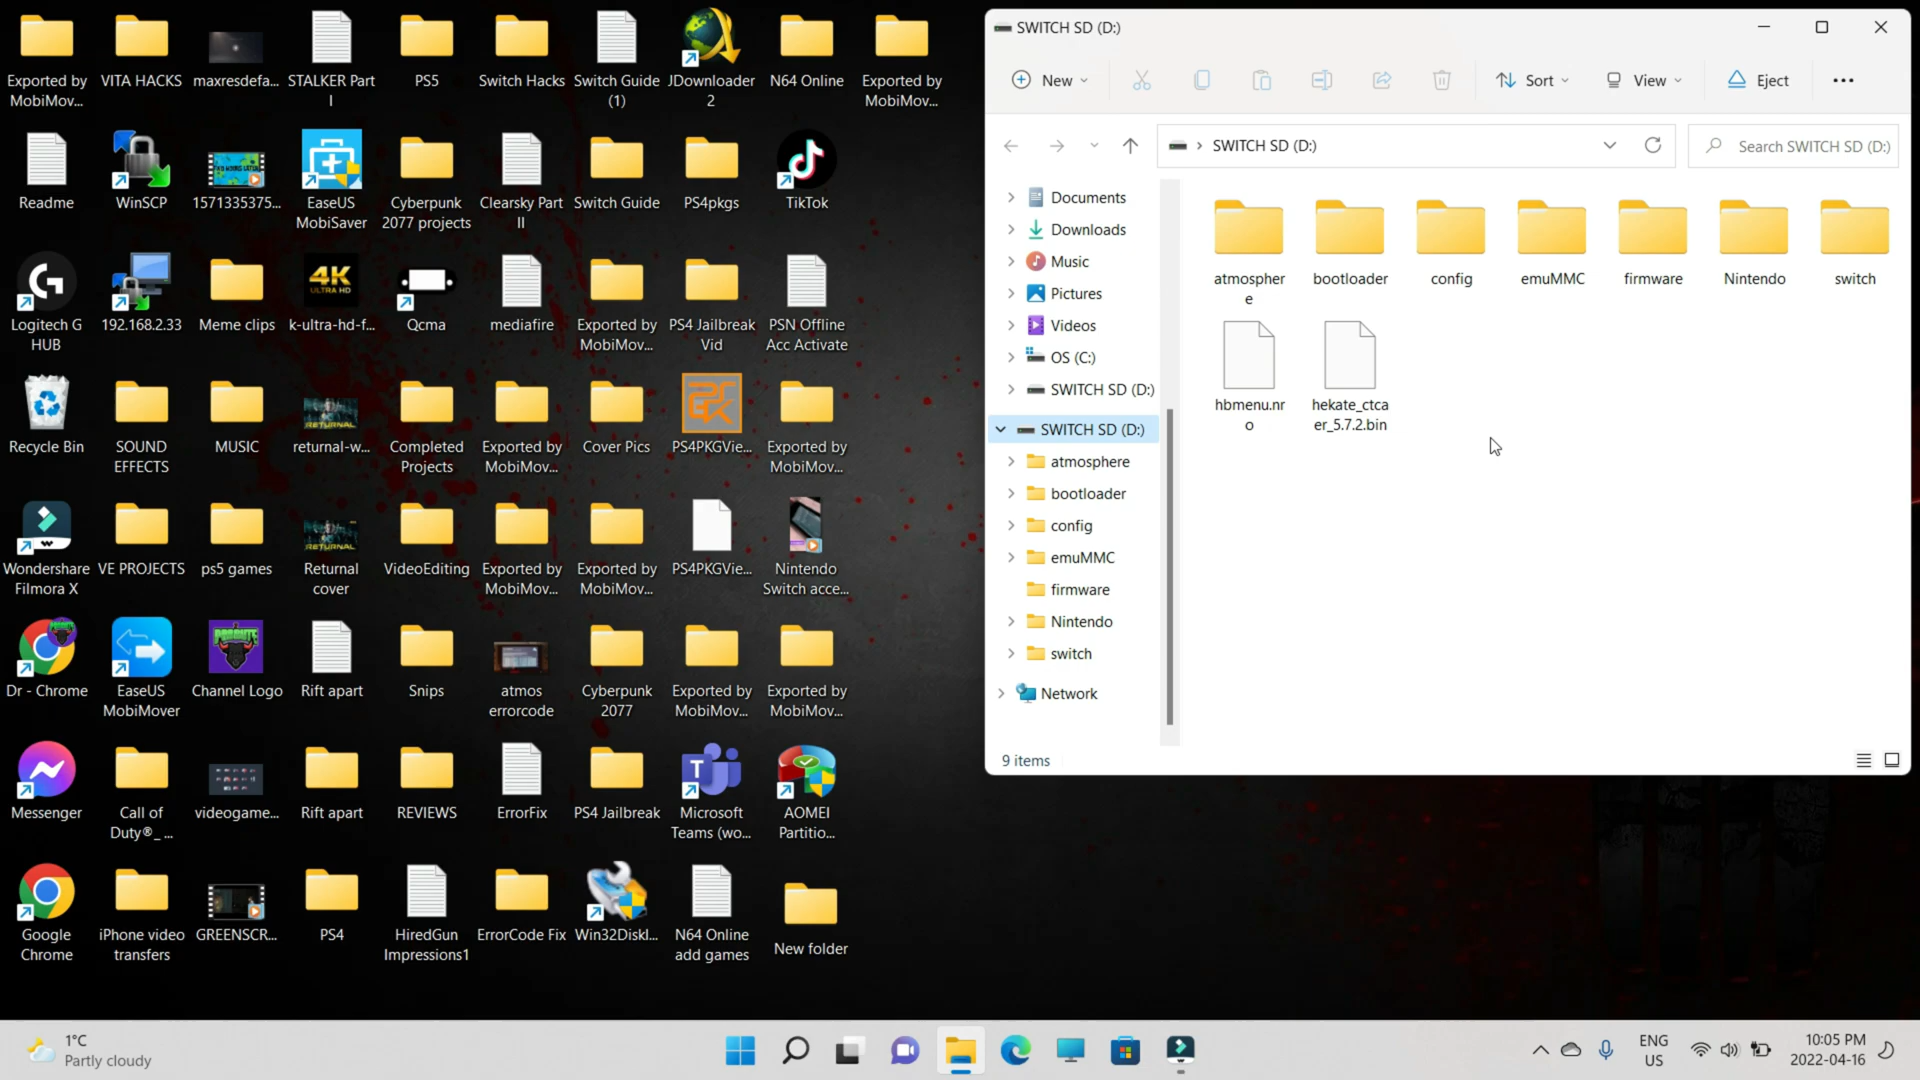 Exported by
MobiMov...
VITA HACKS
maxresdefa...
STALKER Part
I
PS5
Switch Hacks
Switch Guide
(1)
JDownloader
2
N64 Online
Exported by
MobiMov...
Readme
WinSCP
1571335375...
EaseUS
MobiSaver
Cyberpunk
2077 projects
Clearsky Part
II
Switch Guide
PS4pkgs
TikTok
Logitech G
HUB
192.168.2.33
Meme clips
4K
ULTRA HD
k-ultra-hd-f...
Qcma
mediafire
Exported by
MobiMov...
PS4 Jailbreak
Vid
PSN Offline
Acc Activate
Recycle Bin
SOUND
EFFECTS
MUSIC
RETURNAL
returnal-w...
Completed
Projects
Exported by
MobiMov...
Cover Pics
PS4PKGVie...
Exported by
MobiMov...
Wondershare
Filmora X
VE PROJECTS
ps5 games
RETURNAL
Returnal
cover
VideoEditing
Exported by
MobiMov...
Exported by
MobiMov...
PS4PKGVie...
Nintendo
Switch acce...
Dr - Chrome
EaseUS
MobiMover
Channel Logo
Rift apart
Snips
atmos
errorcode
Cyberpunk
2077
Exported by
MobiMov...
Exported by
MobiMov...
Messenger
Call of
Duty®_ ...
videogame...
Rift apart
REVIEWS
ErrorFix
PS4 Jailbreak
Microsoft
Teams (wo...
AOMEI
Partitio...
Google
Chrome
iPhone video
transfers
GREENSCR...
PS4
HiredGun
Impressions1
ErrorCode Fix
Win32DiskI...
N64 Online
add games
New folder
SWITCH SD (D:)
New
Sort
View
Eject
SWITCH SD (D:)
Search SWITCH SD (D:)
Documents
Downloads
Music
Pictures
Videos
OS (C:)
SWITCH SD (D:)
SWITCH SD (D:)
atmosphere
bootloader
config
emuMMC
firmware
Nintendo
switch
Network
atmospher
e
bootloader
config
emuMMC
firmware
Nintendo
switch
hbmenu.nr
o
hekate_ctca
er_5.7.2.bin
9 items
1°C
Partly cloudy
ENG
US
10:05 PM
2022-04-16